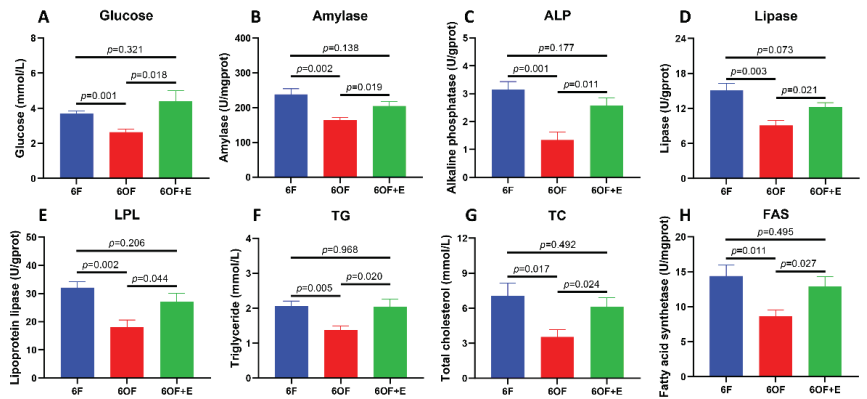 A Glucose
Glucose (mmol/L)
8
6
4
2
0
p=0.321
p=0.001
p=0.018
6F 6OF 6OF+E
B Amylase
Amylase (U/mgprot)
400
300
200
100
0
p=0.138
p=0.002
p=0.019
6F 6OF 6OF+E
C ALP
Alkaline phosphatase (U/gprot)
5
4
3
2
1
0
p=0.177
p=0.001
p=0.011
6F 6OF 6OF+E
D Lipase
Lipase (U/gprot)
24
18
12
6
0
p=0.073
p=0.003
p=0.021
6F 6OF 6OF+E
E LPL
Lipoprotein lipase (U/gprot)
50
40
30
20
10
0
p=0.206
p=0.002
p=0.044
6F 6OF 6OF+E
F TG
Triglyceride (mmol/L)
4
3
2
1
0
p=0.968
p=0.005
p=0.020
6F 6OF 6OF+E
G TC
Total cholesterol (mmol/L)
12
9
6
3
0
p=0.492
p=0.017
p=0.024
6F 6OF 6OF+E
H FAS
Fatty acid synthetase (U/mgprot)
20
15
10
5
0
p=0.495
p=0.011
p=0.027
6F 6OF 6OF+E